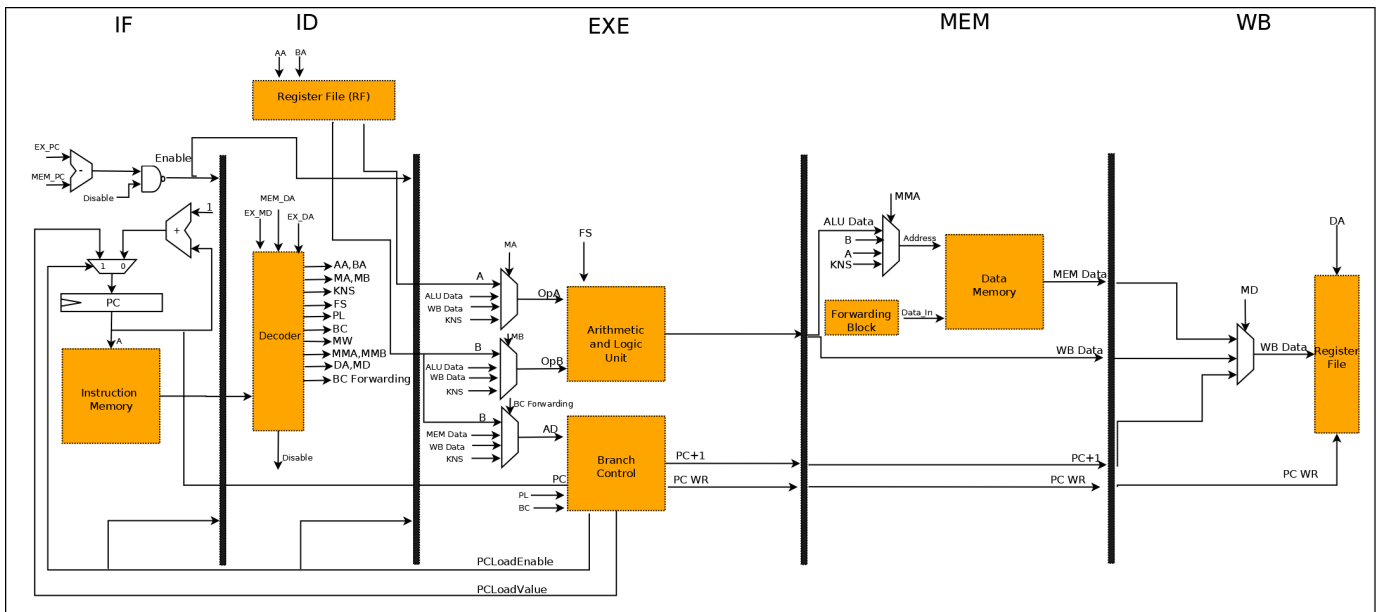 IF
ID
EXE
MEM
WB
AA
BA
Register File (RF)
EX_PC
MEM_PC
-
Enable
Disable
1
+
1
0
PC
A
Instruction
Memory
MEM_DA
EX_MD
EX_DA
Decoder
AA,BA
MA,MB
KNS
FS
PL
BC
MW
MMA,MMB
DA,MD
BC Forwarding
Disable
MA
A
ALU Data
WB Data
KNS
OpA
MB
B
ALU Data
WB Data
KNS
OpB
BC Forwarding
B
MEM Data
WB Data
KNS
AD
PC
PL
BC
FS
Arithmetic
and Logic
Unit
Branch
Control
PC+1
PC WR
PCLoadEnable
PCLoadValue
MMA
ALU Data
B
A
KNS
Address
Forwarding
Block
Data_In
Data
Memory
MEM Data
WB Data
PC+1
PC WR
MD
WB Data
DA
Register
File
PC WR